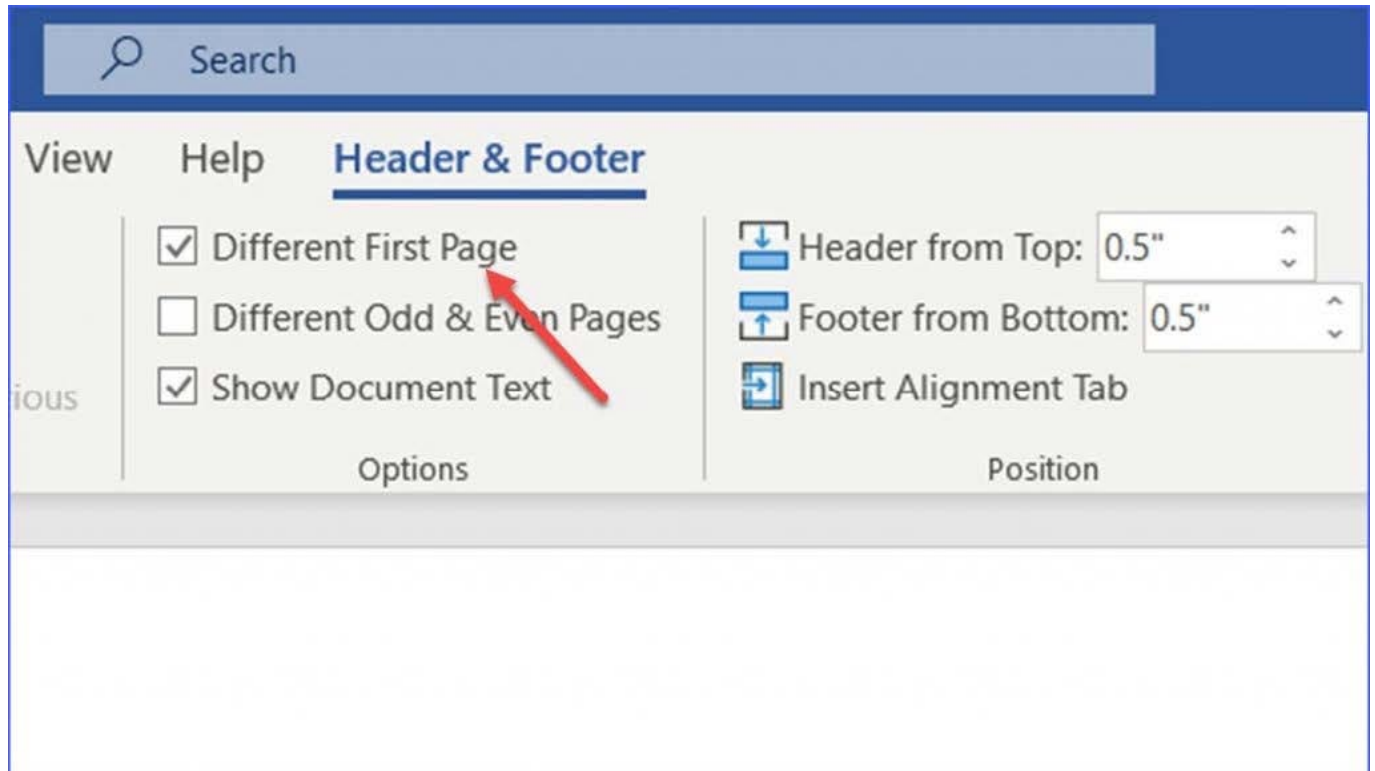 Search
View Help Header & Footer
Different First Page
Header from Top: 0.5"
Different Odd & Even Pages
Footer from Bottom: 0.5"
ious
Show Document Text
Insert Alignment Tab
Options
Position